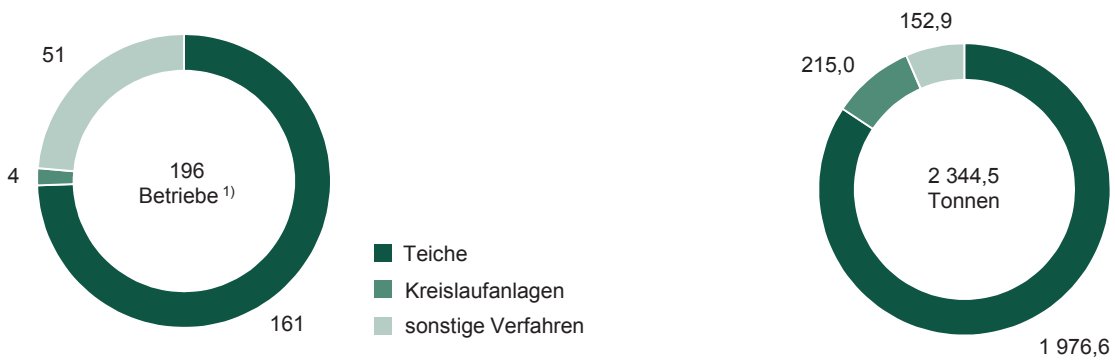 51
4
196
Betriebe 1)
161
Teiche
Kreislaufanlagen
sonstige Verfahren
152,9
215,0
2 344,5
Tonnen
1 976,6